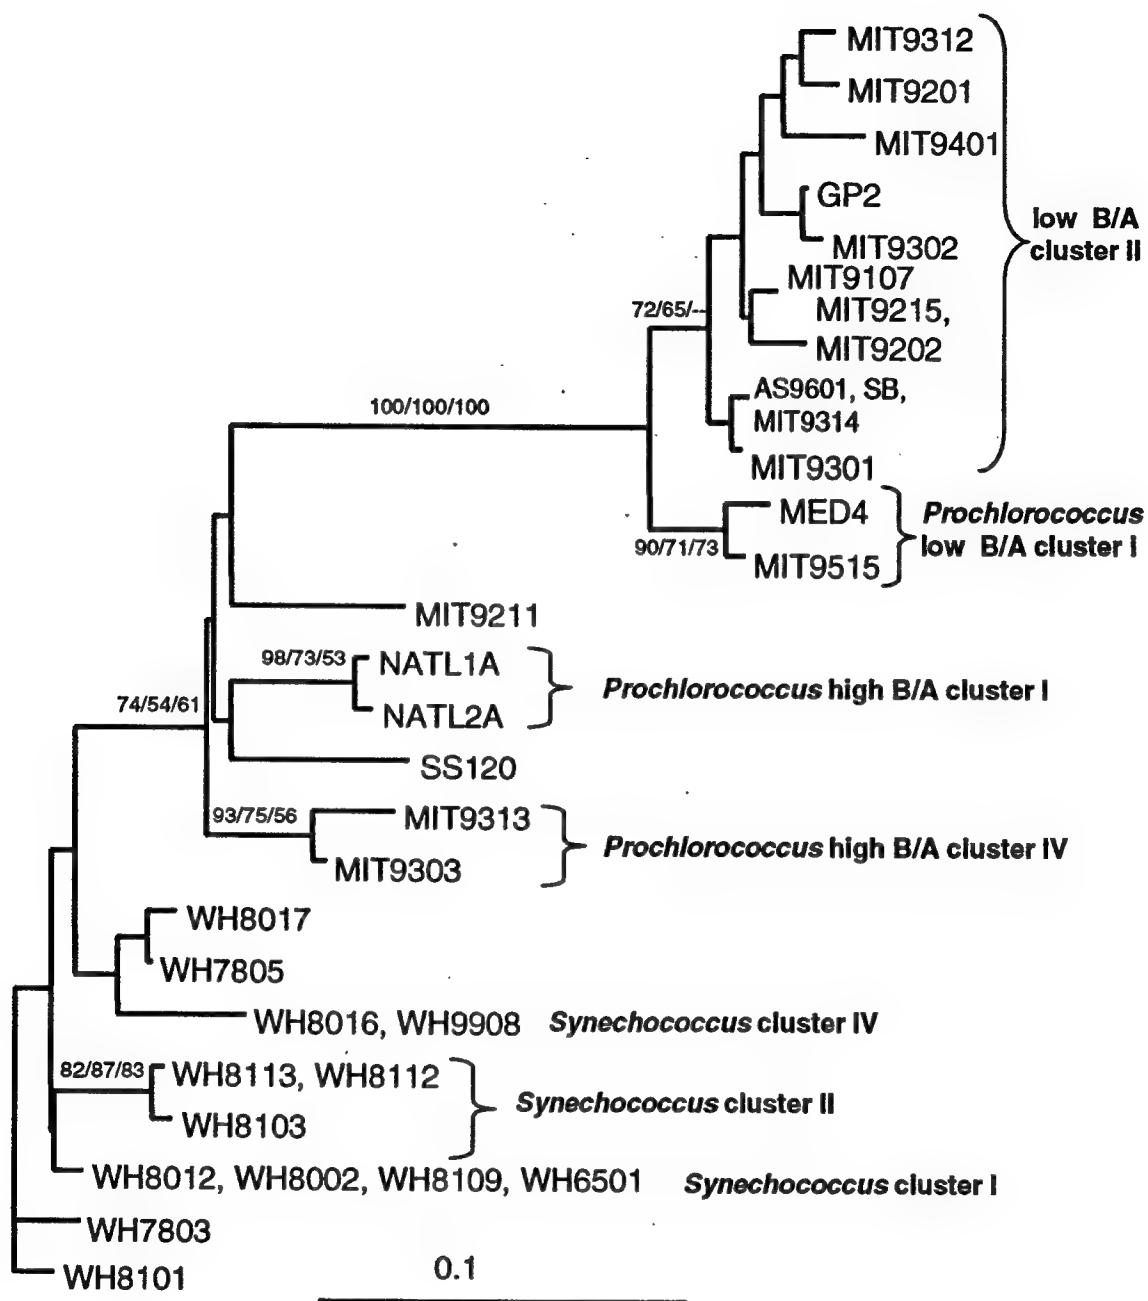 MIT9312
MIT9201
MIT9401
GP2
low B/A
cluster II
MIT9302
MIT9107
72/65/--
MIT9215,
MIT9202
AS9601, SB,
100/100/100
MIT9314
MIT9301
MED4
Prochlorococcus
90/71/73
low B/A cluster I
MIT9515
MIT9211
98/73/53
NATL1A
Prochlorococcus high B/A cluster I
74/54/61
NATL2A
SS120
93/75/56
MIT9313
Prochlorococcus high B/A cluster IV
MIT9303
WH8017
WH7805
WH8016, WH9908 Synechococcus cluster IV
82/87/83
WH8113, WH8112
Synechococcus cluster II
WH8103
WH8012, WH8002, WH8109, WH6501 Synechococcus cluster I
WH7803
0.1
WH8101